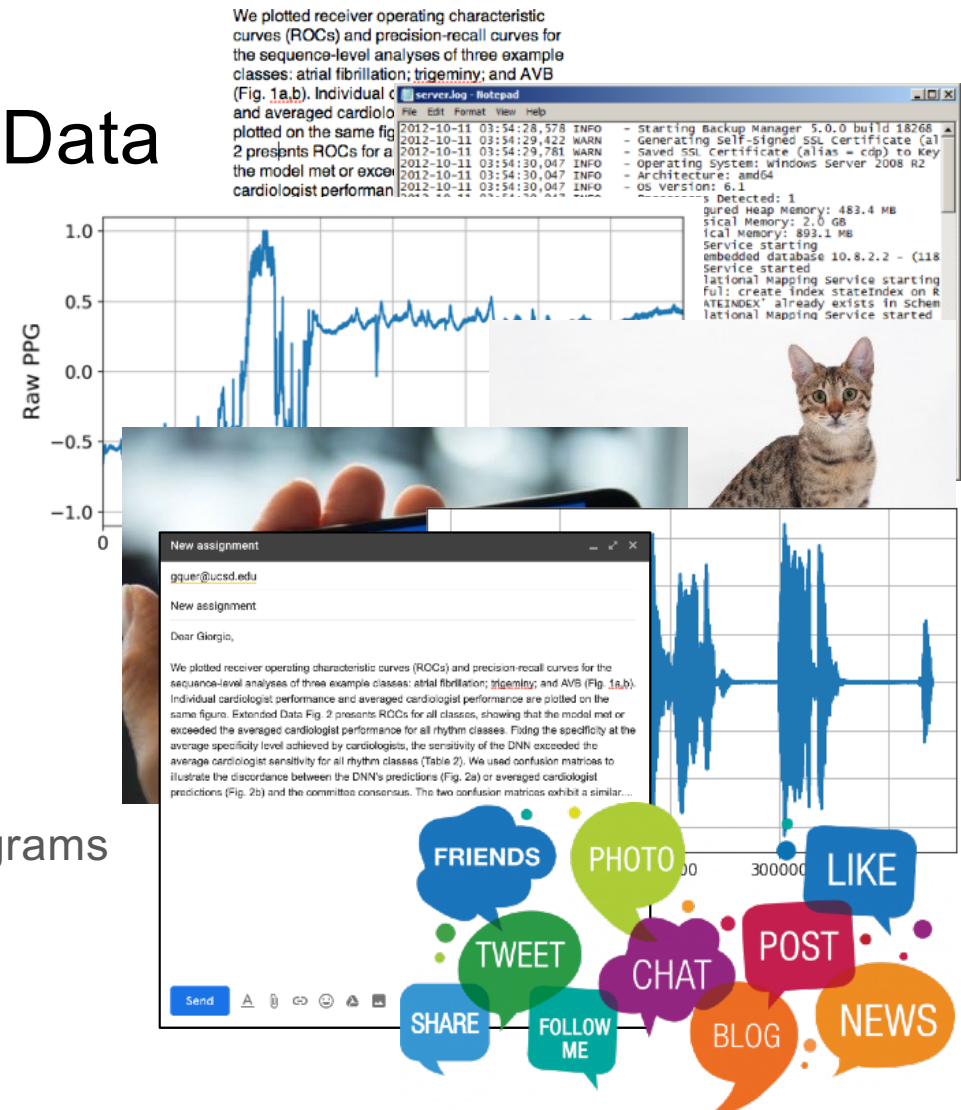 We plotted receiver operating characteristic
curves (ROCs) and precision-recall curves for
the sequence-level analyses of three example
classes: atrial fibrillation; trigeminy; and AVB
(Fig. 1a,b). Individual
and averaged cardiolo
plotted on the same fig
2 presents ROCs for a
the model met or excee
cardiologist performan
Data
server.log - Notepad
File Edit Format View Help
2012-10-11 03:54:28,578 INFO - Starting Backup Manager 5.0.0 build 18268
2012-10-11 03:54:29,422 WARN - Generating Self-Signed SSL Certificate (al
2012-10-11 03:54:29,781 WARN - Saved SSL Certificate (alias = cdp) to Key
2012-10-11 03:54:30,047 INFO - Operating System: Windows Server 2008 R2
2012-10-11 03:54:30,047 INFO - Architecture: amd64
2012-10-11 03:54:30,047 INFO - OS Version: 6.1
s Detected: 1
gured Heap Memory: 483.4 MB
sical Memory: 2.0 GB
ical Memory: 893.1 MB
Service starting
embedded database 10.8.2.2 - (118
Service started
lational Mapping Service starting
ful: create index stateIndex on R
ATEINDEX' already exists in Schem
lational Mapping Service started
1.0
0.5
0.0
−0.5
−1.0
Raw PPG
0
New assignment
gquer@ucsd.edu
New assignment
Dear Giorgio,
We plotted receiver operating characteristic curves (ROCs) and precision-recall curves for the
sequence-level analyses of three example classes: atrial fibrillation; trigeminy; and AVB (Fig. 1a,b).
Individual cardiologist performance and averaged cardiologist performance are plotted on the
same figure. Extended Data Fig. 2 presents ROCs for all classes, showing that the model met or
exceeded the averaged cardiologist performance for all rhythm classes. Fixing the specificity at the
average specificity level achieved by cardiologists, the sensitivity of the DNN exceeded the
average cardiologist sensitivity for all rhythm classes (Table 2). We used confusion matrices to
illustrate the discordance between the DNN's predictions (Fig. 2a) or averaged cardiologist
predictions (Fig. 2b) and the committee consensus. The two confusion matrices exhibit a similar....
Send
grams
00
300000
FRIENDS
PHOTO
LIKE
TWEET
CHAT
POST
SHARE
FOLLOW
ME
BLOG
NEWS